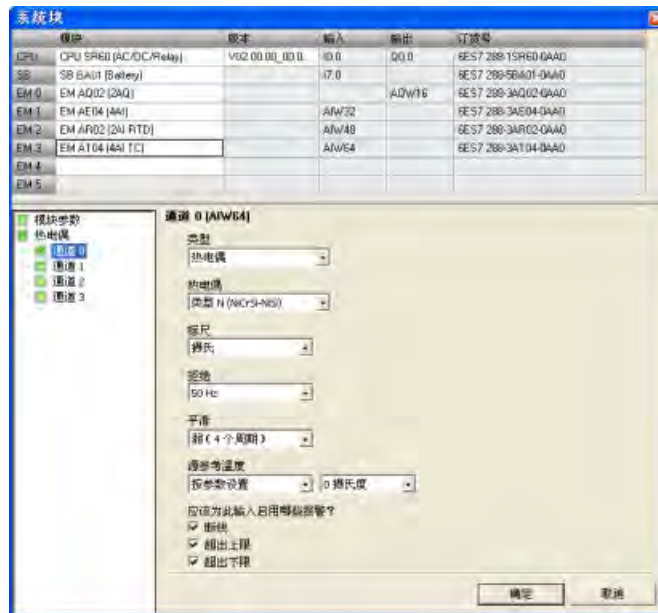 系统块
模块 版本 输入 输出 订货号
CPU CPU SR60 (AC/DC/Relay) V02.00.00_00.0. I0.0 Q0.0 6ES7 288-1SR60-0AA0
SB SB BA01 (Battery) I7.0 6ES7 288-5BA01-0AA0
EM 0 EM AQ02 (2AQ) AQW16 6ES7 288-3AQ02-0AA0
EM 1 EM AE04 (4AI) AIW32 6ES7 288-3AE04-0AA0
EM 2 EM AR02 (2AI RTD) AIW48 6ES7 288-3AR02-0AA0
EM 3 EM AT04 (4AI TC) AIW64 6ES7 288-3AT04-0AA0
EM 4
EM 5
模块参数
热电偶
通道 0
通道 1
通道 2
通道 3
通道 0 (AIW64)
类型
热电偶
热电偶
类型 N (NiCrSi-NiSi)
标尺
摄氏
拒绝
50 Hz
平滑
弱(4个周期)
源参考温度
按参数设置 0 摄氏度
应该为此输入启用哪些报警?
断线
超出上限
超出下限
确定 取消